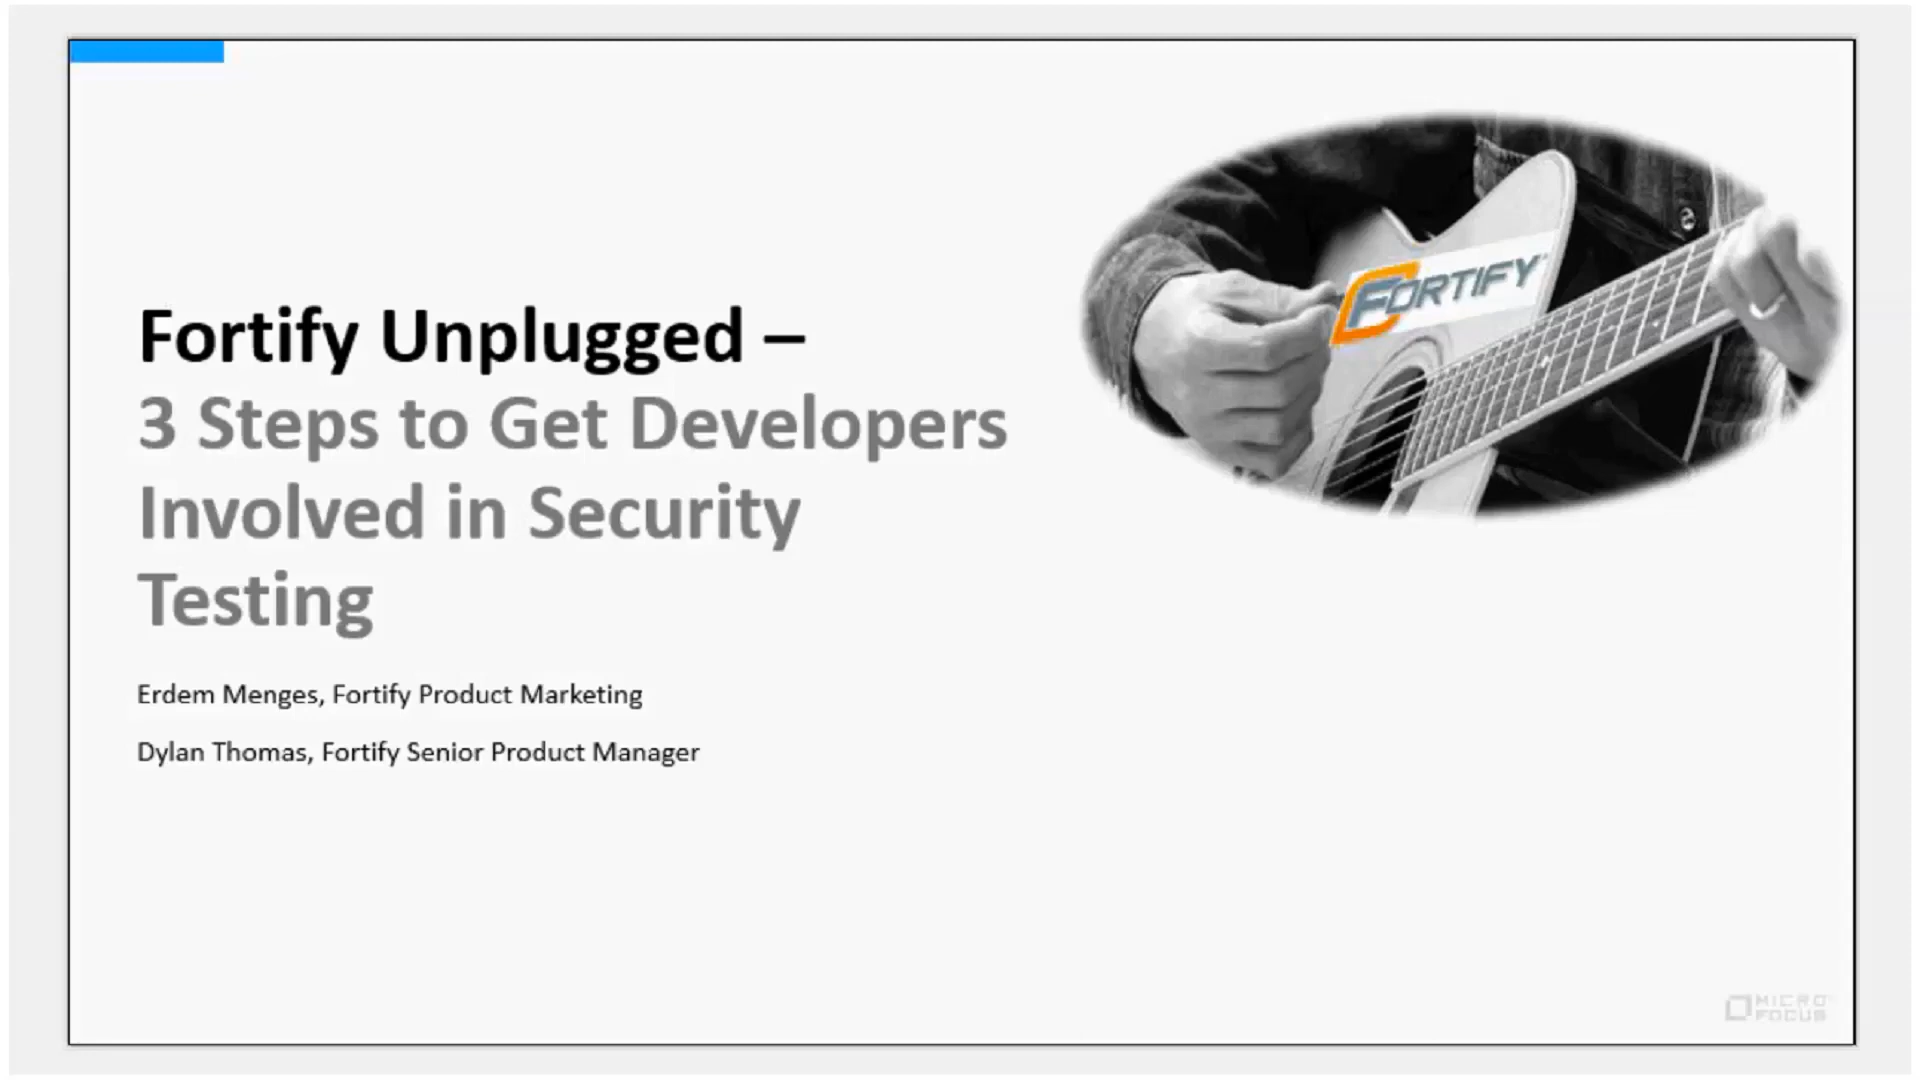 FORTIFY
Fortify Unplugged –
3 Steps to Get Developers
Involved in Security
Testing
Erdem Menges, Fortify Product Marketing
Dylan Thomas, Fortify Senior Product Manager
MICRO
FOCUS